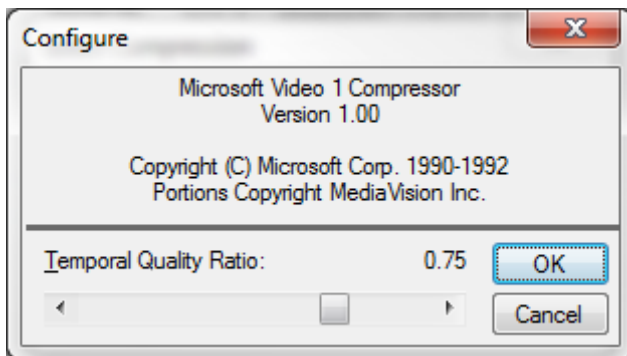 Configure
Microsoft Video 1 Compressor
Version 1.00
Copyright (C) Microsoft Corp. 1990-1992
Portions Copyright MediaVision Inc.
Temporal Quality Ratio: 0.75
OK
Cancel